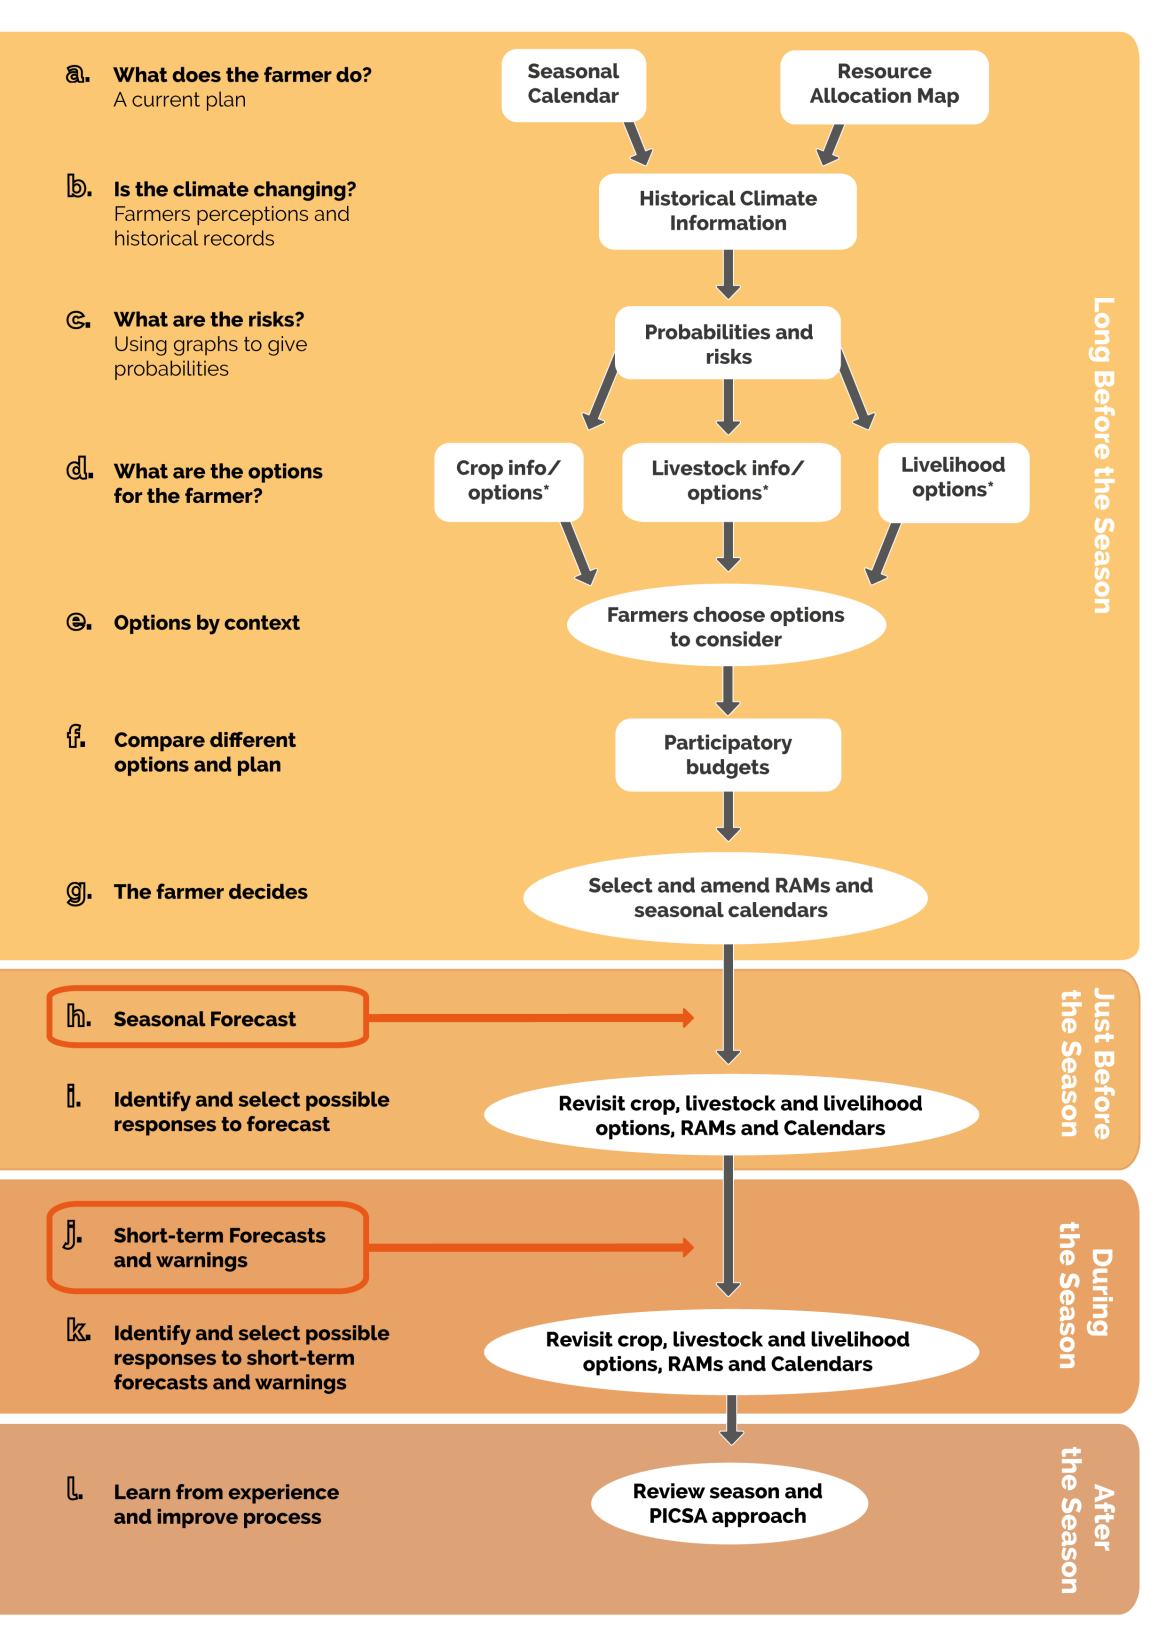 a. What does the farmer do?
A current plan
Seasonal
Calendar
Resource
Allocation Map
b. Is the climate changing?
Farmers perceptions and
historical records
Historical Climate
Information
c. What are the risks?
Using graphs to give
probabilities
Probabilities and
risks
d. What are the options
for the farmer?
Crop info/
options*
Livestock info/
options*
Livelihood
options*
e. Options by context
Farmers choose options
to consider
f. Compare different
options and plan
Participatory
budgets
g. The farmer decides
Select and amend RAMs and
seasonal calendars
Long Before the Season
h. Seasonal Forecast
i. Identify and select possible
responses to forecast
Revisit crop, livestock and livelihood
options, RAMs and Calendars
Just Before
the Season
j. Short-term Forecasts
and warnings
k. Identify and select possible
responses to short-term
forecasts and warnings
Revisit crop, livestock and livelihood
options, RAMs and Calendars
During
the Season
l. Learn from experience
and improve process
Review season and
PICSA approach
After
the Season